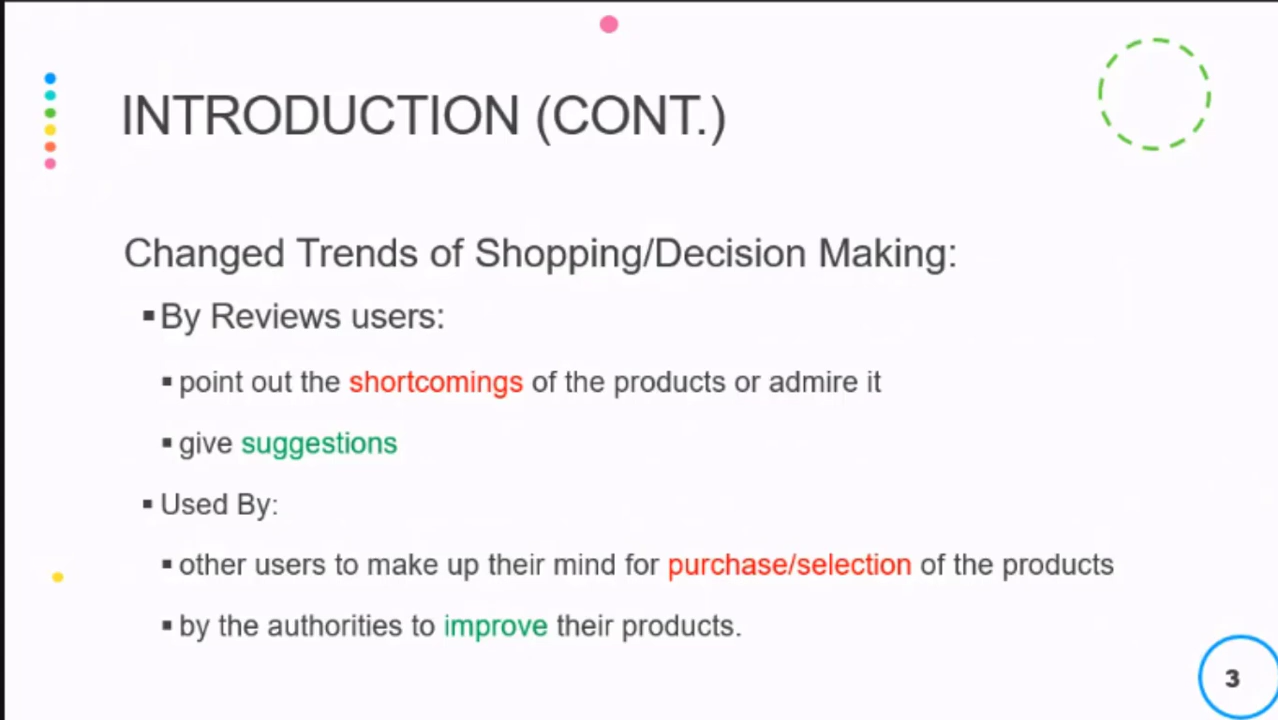 INTRODUCTION (CONT.)
Changed Trends of Shopping/Decision Making:
▪By Reviews users:
▪point out the shortcomings of the products or admire it
▪give suggestions
▪Used By:
▪other users to make up their mind for purchase/selection of the products
▪by the authorities to improve their products.
3